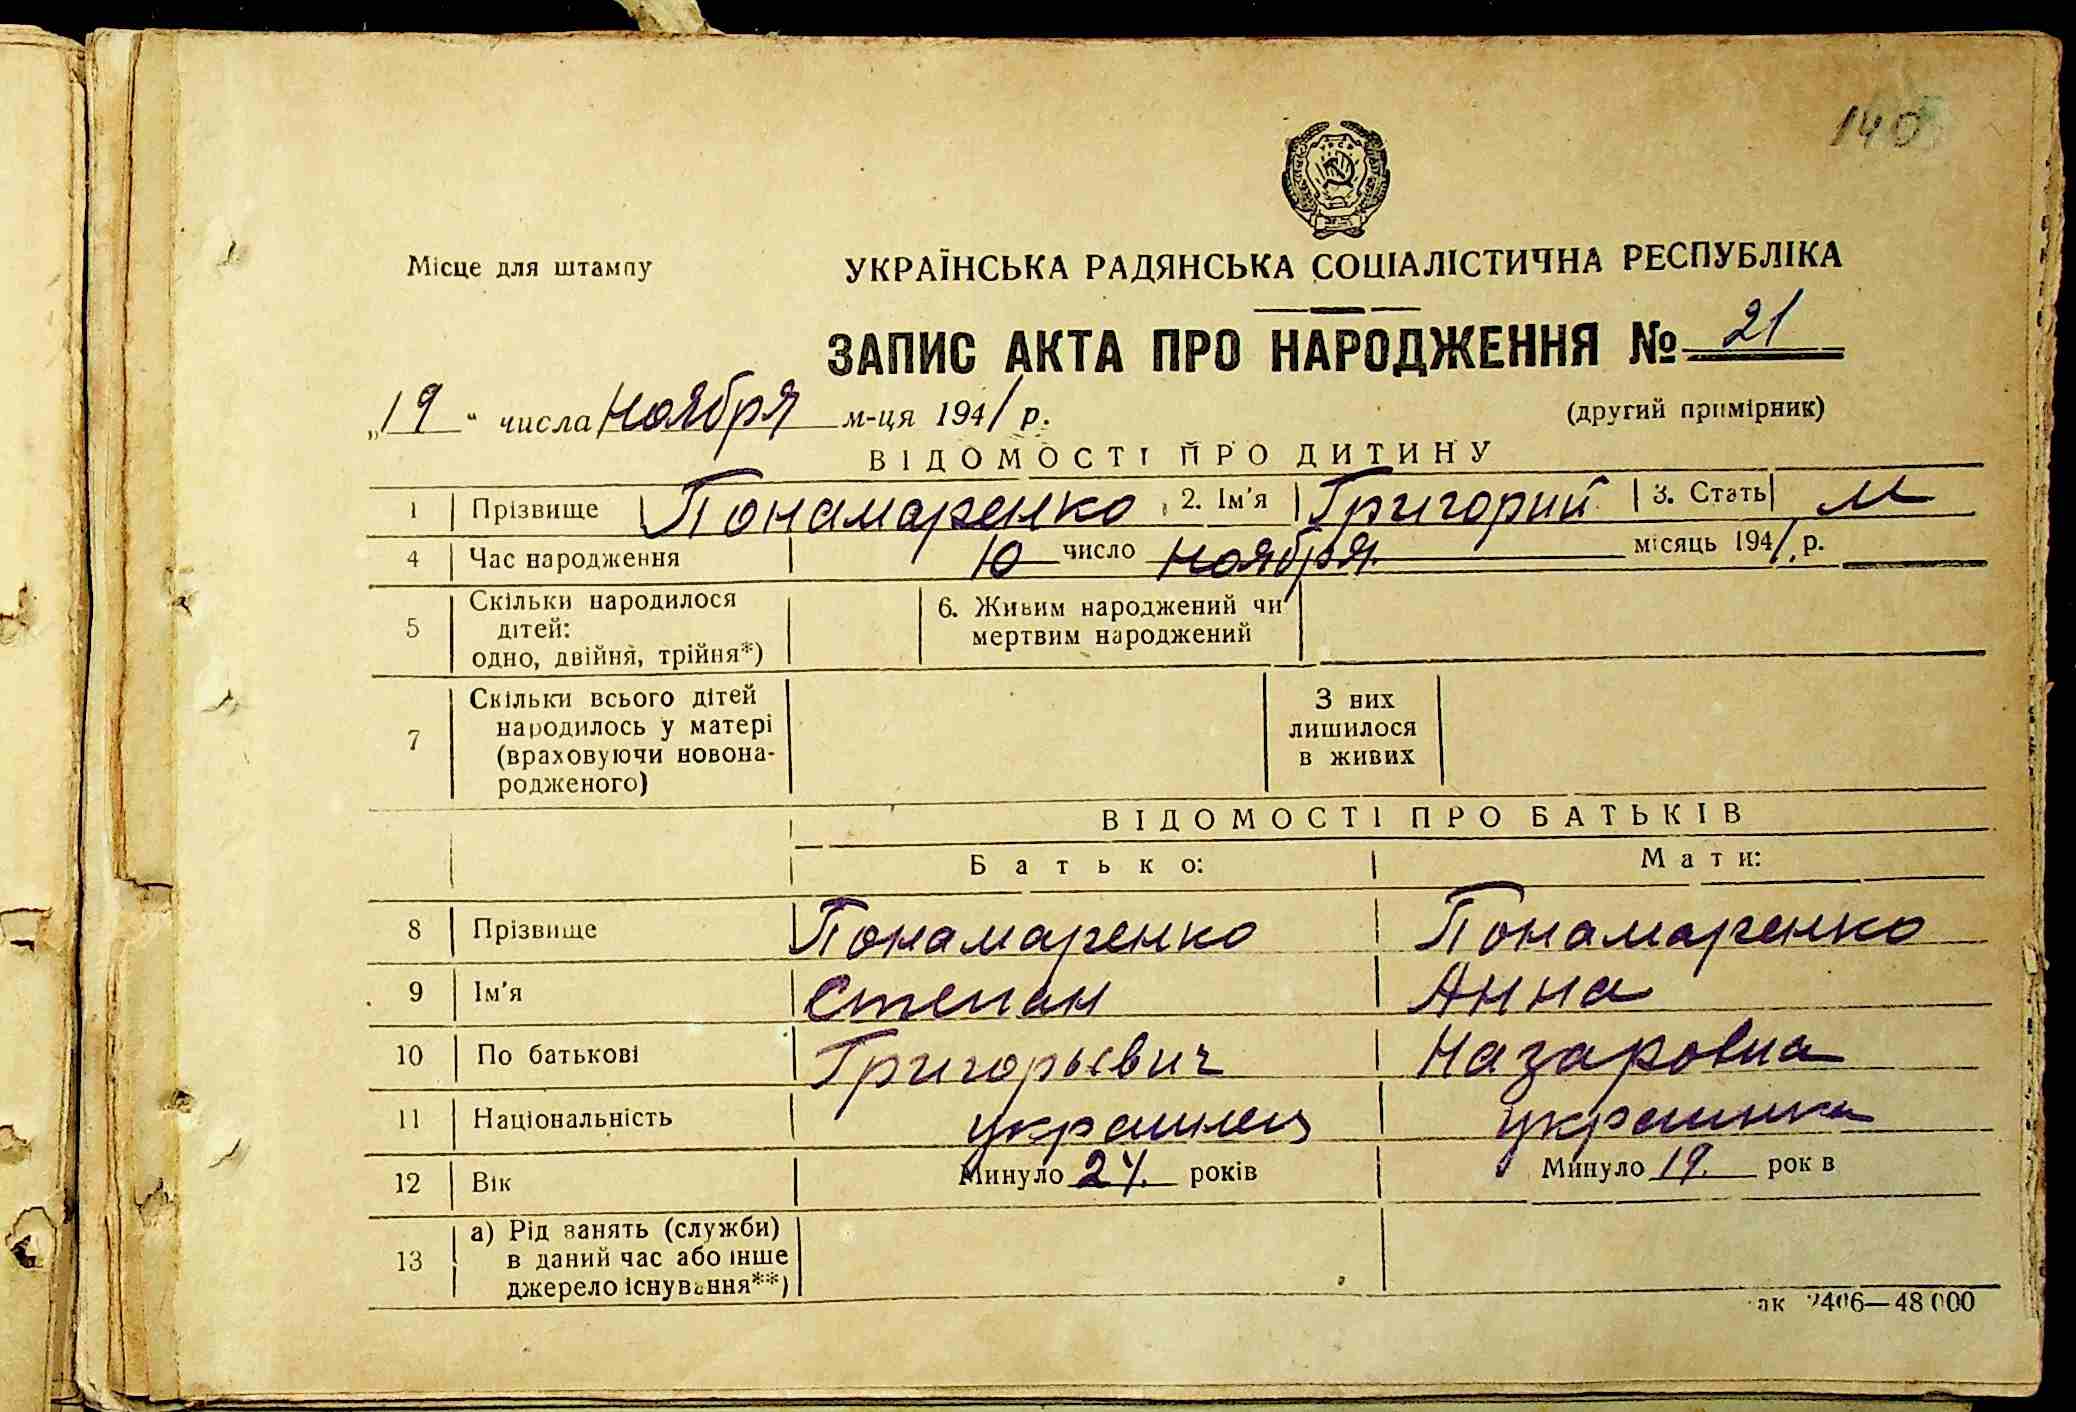 140
Місце для штампу
УКРАЇНСЬКА РАДЯНСЬКА СОЦІАЛІСТИЧНА РЕСПУБЛІКА
ЗАПИС АКТА ПРО НАРОДЖЕННЯ № 21
„19“ числа ноября м-ця 1941 р. (другий примірник)
ВІДОМОСТІ ПРО ДИТИНУ
1 Прізвище Понамаренко 2. Ім'я Григорий 3. Стать м
4 Час народження 10 число ноября місяць 1941 р.
5 Скільки народилося дітей: одно, двійня, трійня*) 6. Живим народжений чи мертвим народжений
7 Скільки всього дітей народилось у матері (враховуючи новонародженого) З них лишилося в живих
ВІДОМОСТІ ПРО БАТЬКІВ
Батько: Мати:
8 Прізвище Понамаренко Понамаренко
9 Ім'я Степан Анна
10 По батькові Григорьевич Назаровна
11 Національність украинец украинка
12 Вік Минуло 24. років Минуло 19. рок в
13 а) Рід занять (служби) в даний час або інше джерело існування**)
ак 2406—48 000